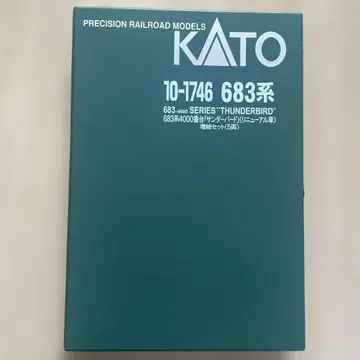 PRECISION RAILROAD MODELS
KATO
10-1746 683系
683-4000 SERIES "THUNDERBIRD"
683系4000番台「サンダーバード」(リニューアル車)
増結セット(5両)